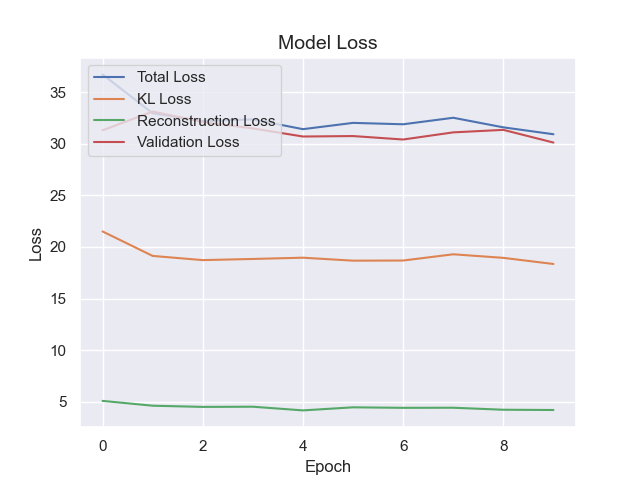 Model Loss
Total Loss
KL Loss
Reconstruction Loss
Validation Loss
35
30
25
20
15
10
5
Loss
0 2 4 6 8
Epoch